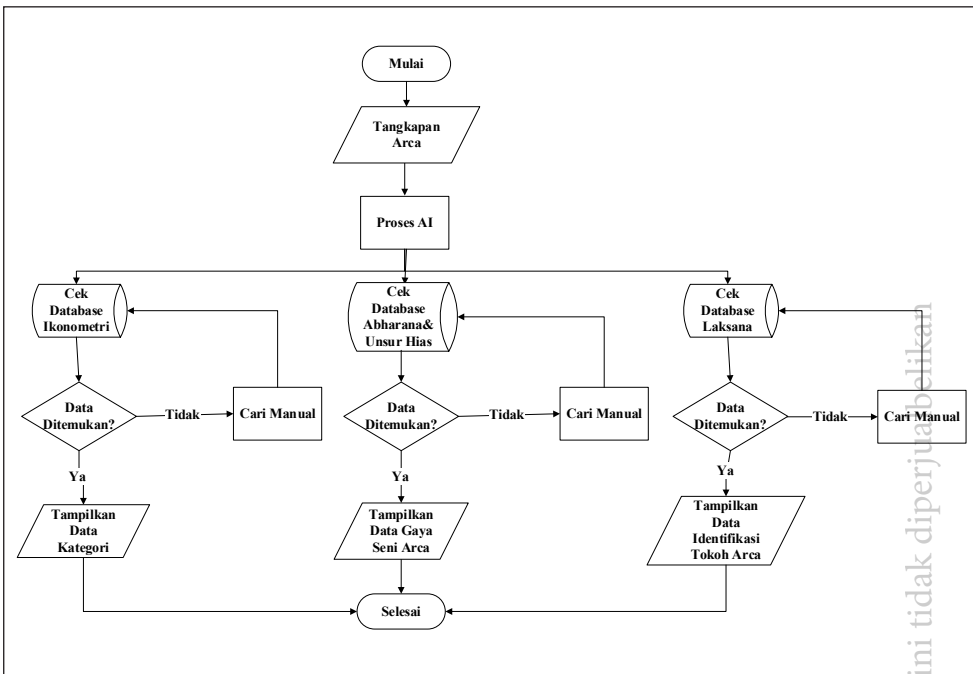 Mulai
Tangkapan
Arca
Proses AI
Cek
Database
Ikonometri
Cek
Database
Abharana&
Unsur Hias
Cek
Database
Laksana
Data
Ditemukan?
Tidak
Cari Manual
Data
Ditemukan?
Tidak
Cari Manual
Data
Ditemukan?
Tidak
Cari Manual
Ya
Ya
Ya
Tampilkan
Data
Kategori
Tampilkan
Data Gaya
Seni Arca
Tampilkan
Data
Identifikasi
Tokoh Arca
Selesai
ini tidak diperjualbelikan